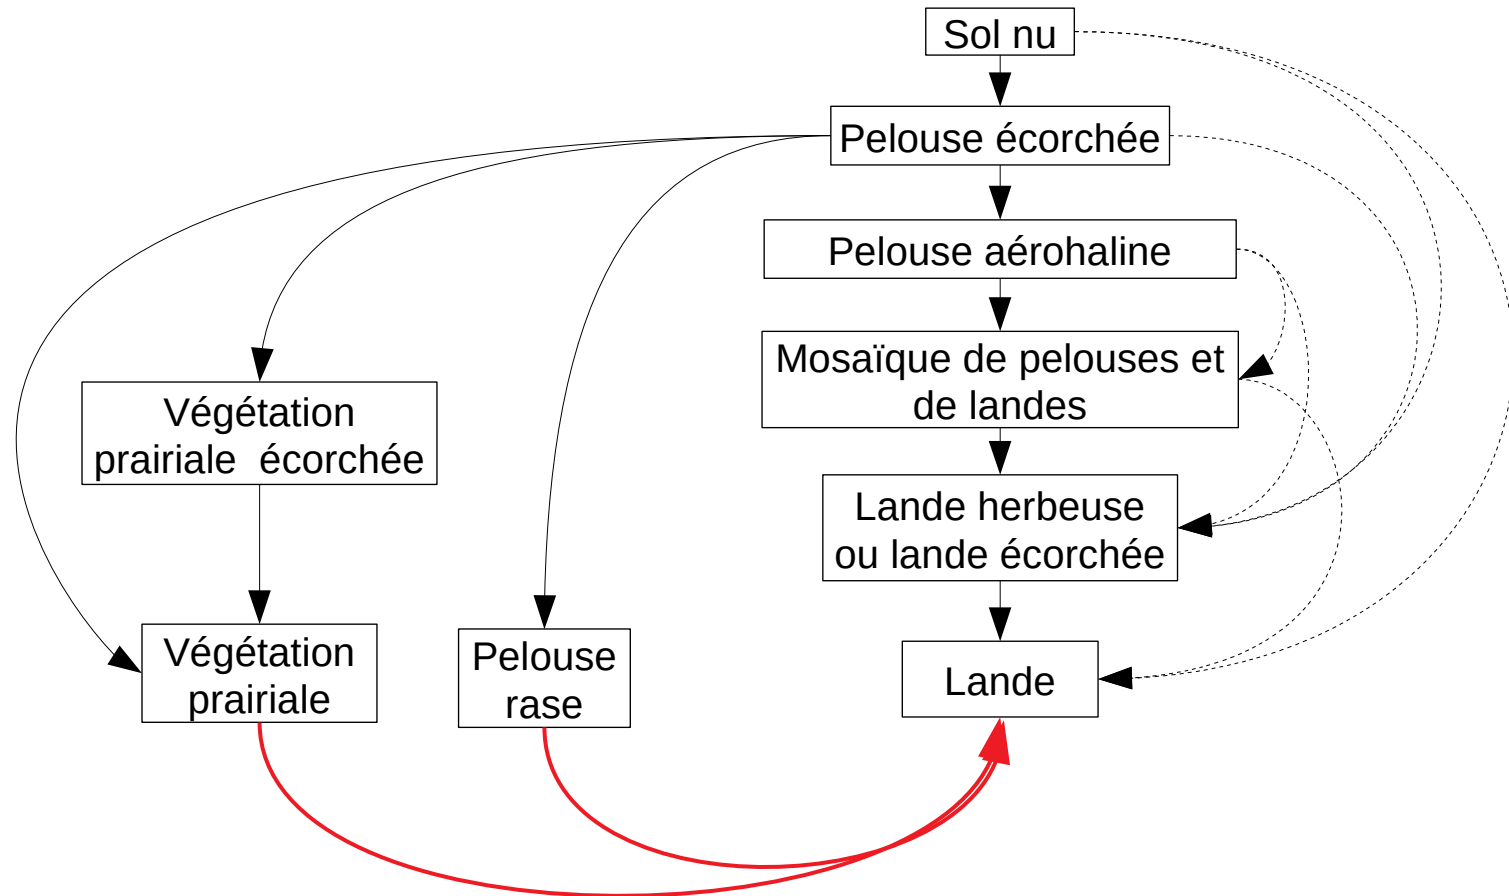 Sol nu
Pelouse écorchée
Pelouse aérohaline
Mosaïque de pelouses et
de landes
Végétation
prairiale  écorchée
Lande herbeuse
ou lande écorchée
Végétation
prairiale
Pelouse
rase
Lande